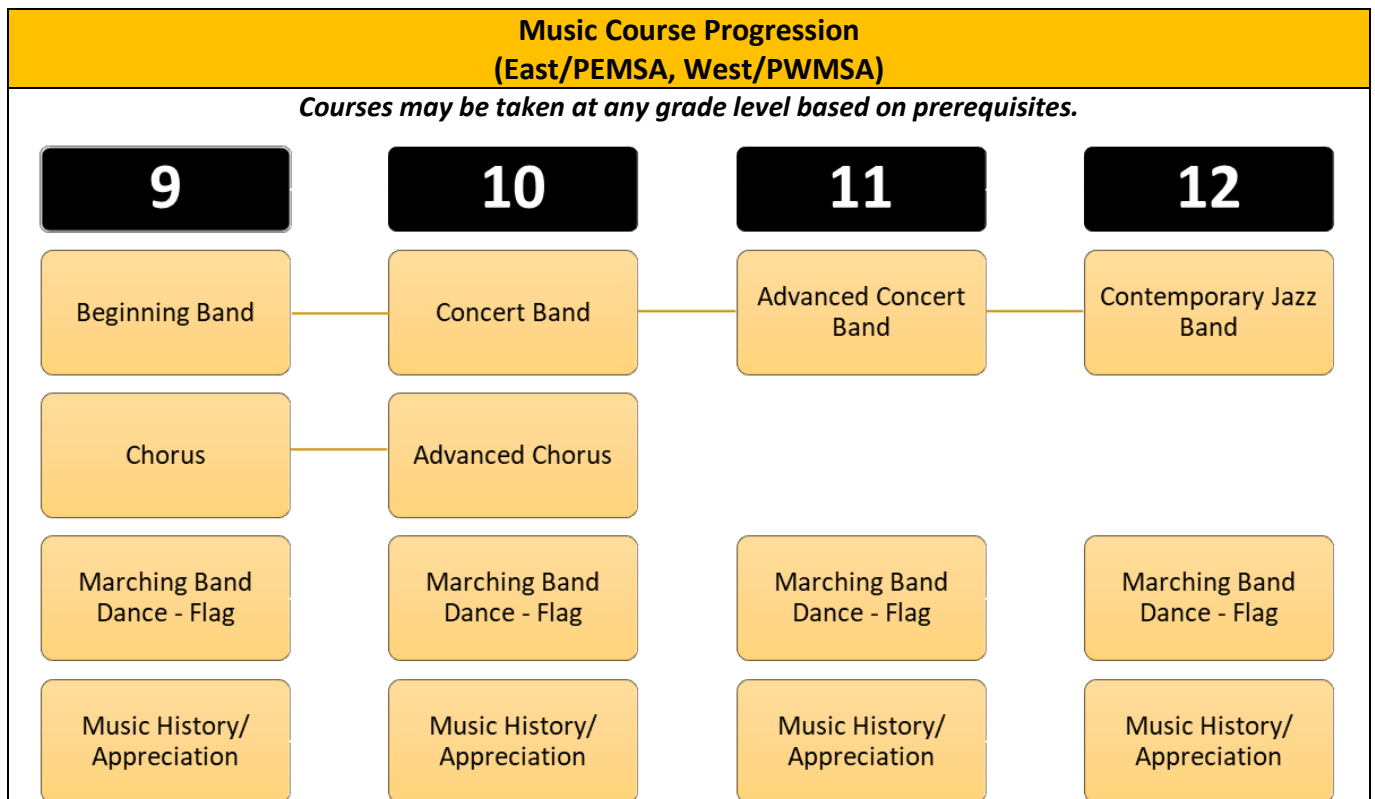 Music Course Progression
(East/PEMSA, West/PWMSA)
Courses may be taken at any grade level based on prerequisites.
9
10
11
12
Beginning Band
Concert Band
Advanced Concert
Band
Contemporary Jazz
Band
Chorus
Advanced Chorus
Marching Band
Dance - Flag
Marching Band
Dance - Flag
Marching Band
Dance - Flag
Marching Band
Dance - Flag
Music History/
Appreciation
Music History/
Appreciation
Music History/
Appreciation
Music History/
Appreciation